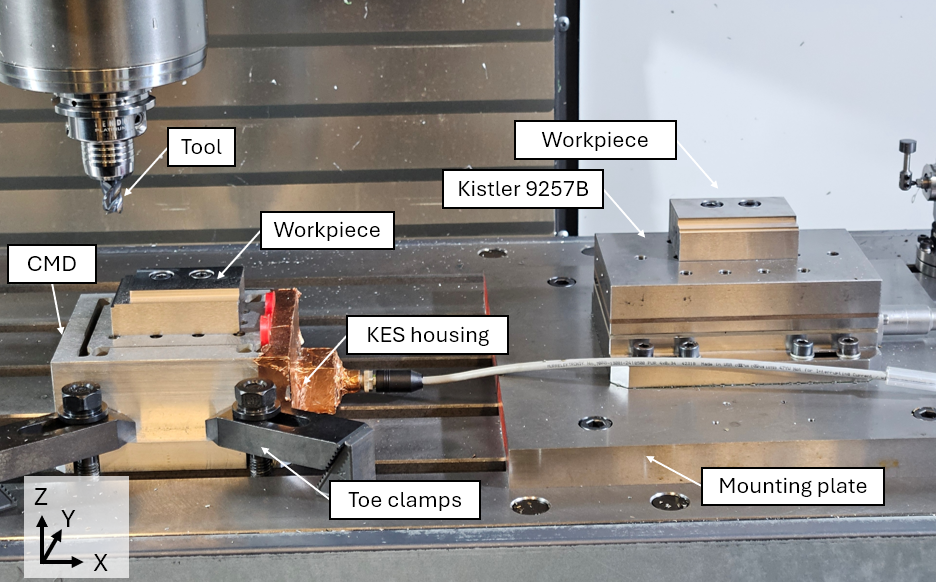 Tool
Workpiece
Kistler 9257B
Workpiece
CMD
KES housing
Mounting plate
Toe clamps
Z
Y
X